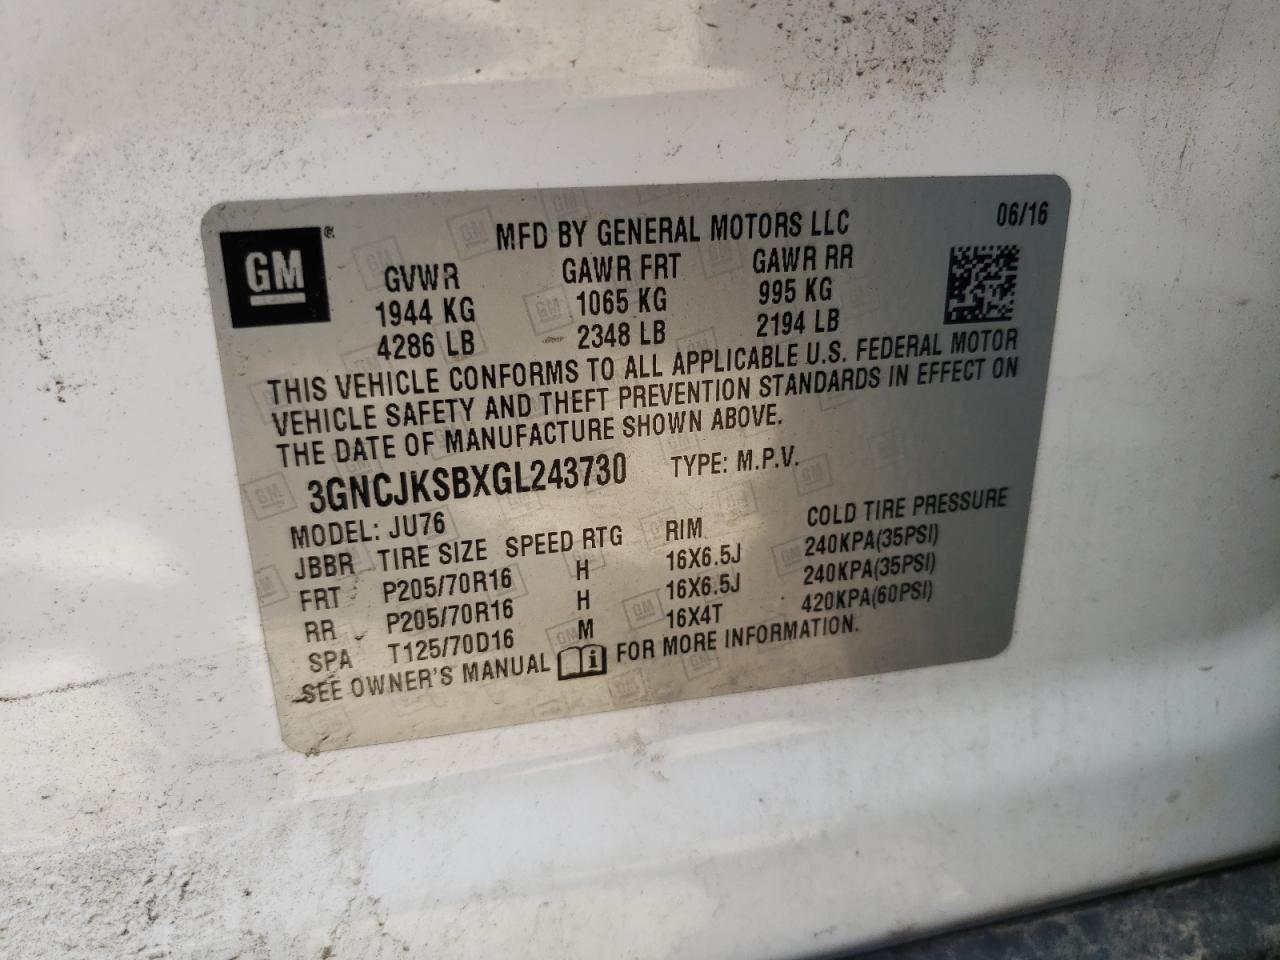 GM ®
MFD BY GENERAL MOTORS LLC 06/16
GVWR GAWR FRT GAWR RR
1944 KG 1065 KG 995 KG
4286 LB 2348 LB 2194 LB
THIS VEHICLE CONFORMS TO ALL APPLICABLE U.S. FEDERAL MOTOR
VEHICLE SAFETY AND THEFT PREVENTION STANDARDS IN EFFECT ON
THE DATE OF MANUFACTURE SHOWN ABOVE.
3GNCJKSBXGL243730 TYPE: M.P.V.
MODEL: JU76
JBBR TIRE SIZE SPEED RTG RIM COLD TIRE PRESSURE
FRT P205/70R16 H 16X6.5J 240KPA(35PSI)
RR P205/70R16 H 16X6.5J 240KPA(35PSI)
SPA T125/70D16 M 16X4T 420KPA(60PSI)
SEE OWNER'S MANUAL FOR MORE INFORMATION.